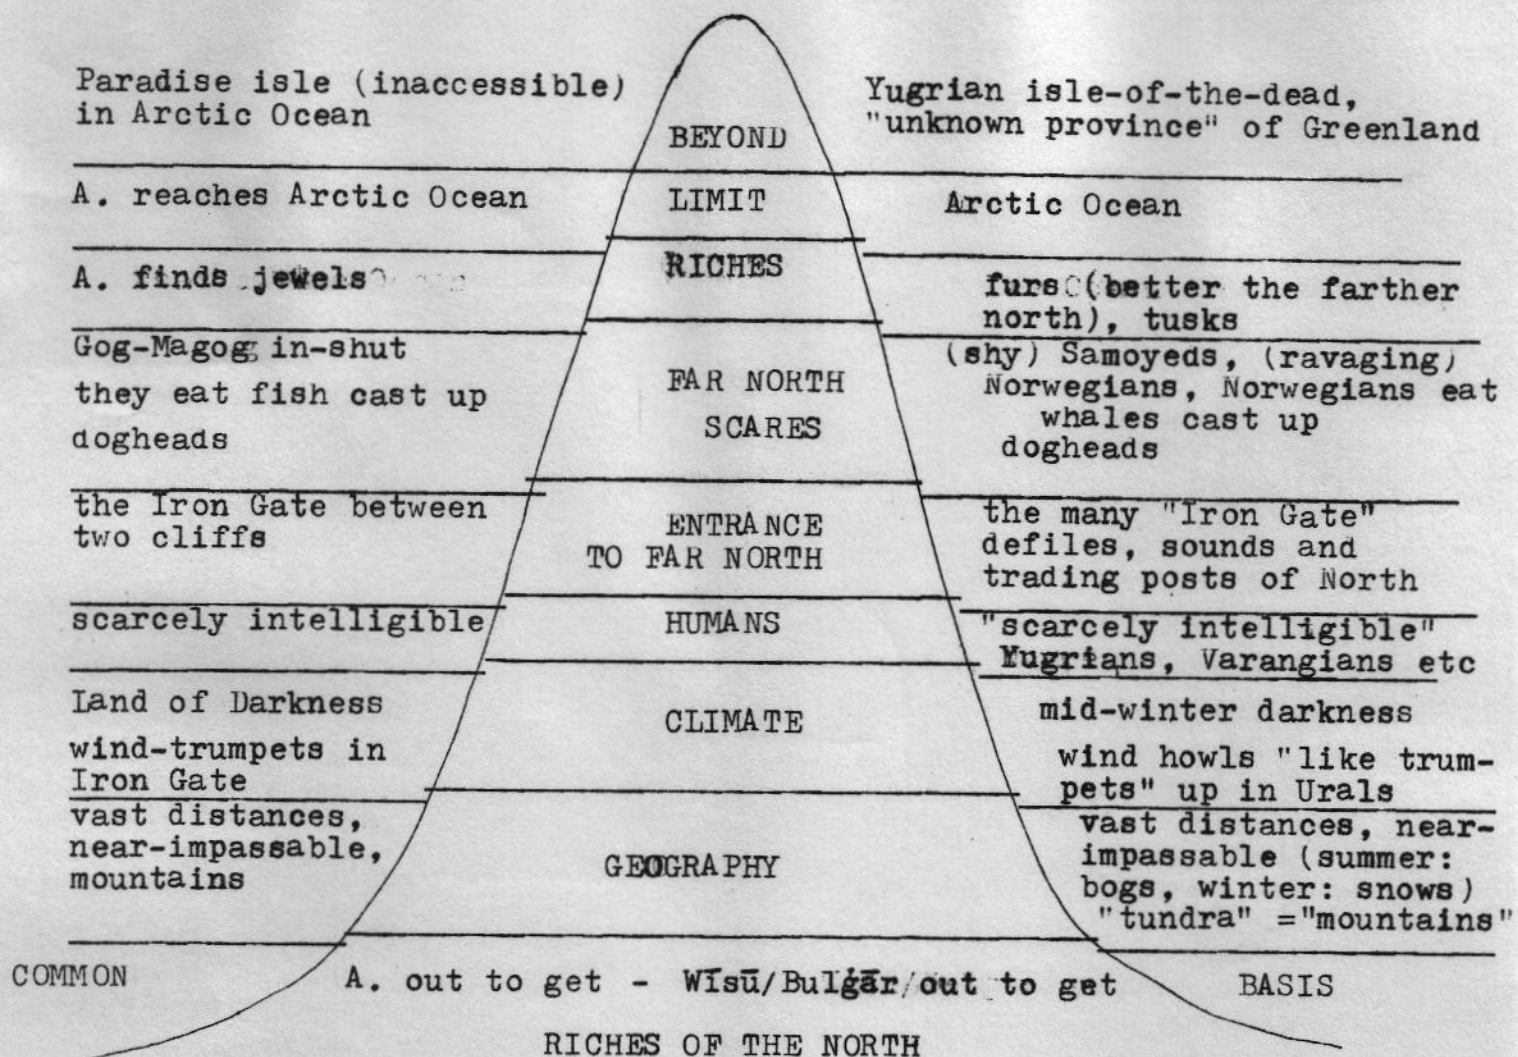 Paradise isle (inaccessible)
in Arctic Ocean
BEYOND
Yugrian isle-of-the-dead,
"unknown province" of Greenland
A. reaches Arctic Ocean
LIMIT
Arctic Ocean
A. finds jewels
RICHES
furs (better the farther
north), tusks
Gog-Magog in-shut
they eat fish cast up
dogheads
FAR NORTH
SCARES
(shy) Samoyeds, (ravaging)
Norwegians, Norwegians eat
whales cast up
dogheads
the Iron Gate between
two cliffs
ENTRANCE
TO FAR NORTH
the many "Iron Gate"
defiles, sounds and
trading posts of North
scarcely intelligible
HUMANS
"scarcely intelligible"
Yugrians, Varangians etc
Land of Darkness
wind-trumpets in
Iron Gate
CLIMATE
mid-winter darkness
wind howls "like trum-
pets" up in Urals
vast distances,
near-impassable,
mountains
GEOGRAPHY
vast distances, near-
impassable (summer:
bogs, winter: snows)
"tundra" ="mountains"
COMMON
A. out to get - Wīsū/Bulġār/out to get
BASIS
RICHES OF THE NORTH